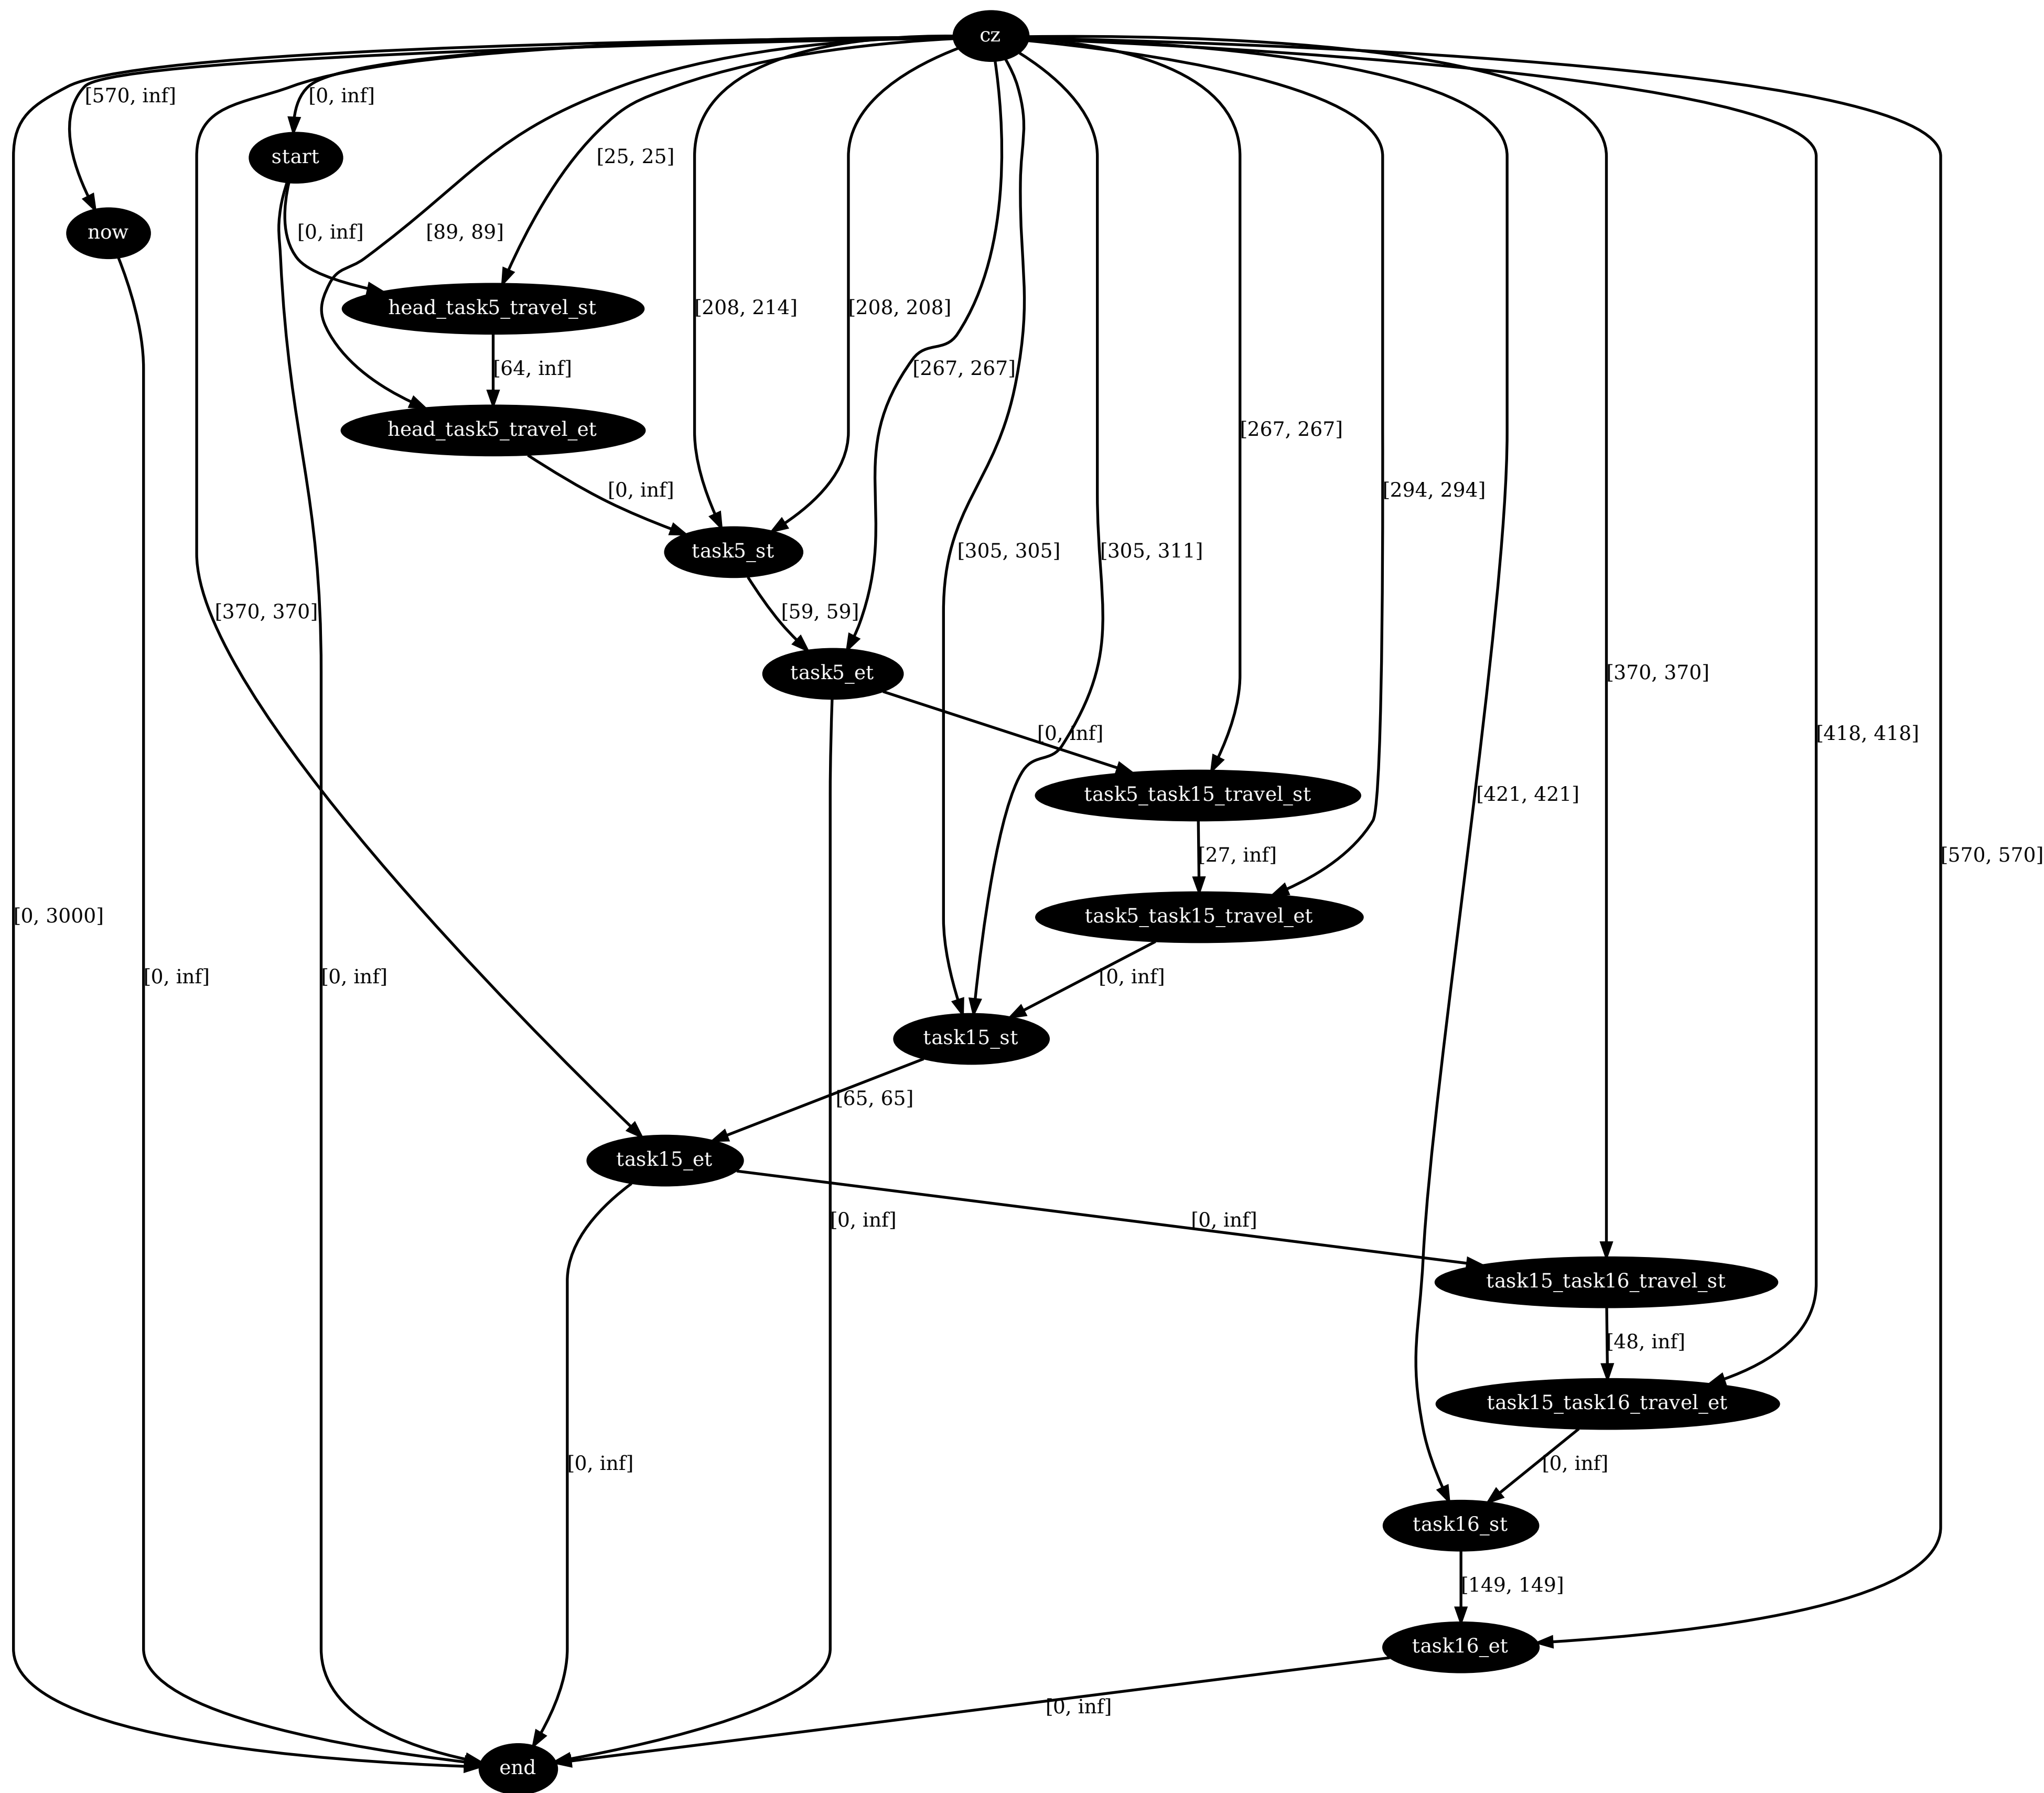 cz
[570, inf]
[0, inf]
start
[25, 25]
now
[0, inf]
[89, 89]
head_task5_travel_st
[208, 214]
[208, 208]
[64, inf]
[267, 267]
head_task5_travel_et
[267, 267]
[0, inf]
[294, 294]
task5_st
[305, 305]
[305, 311]
[370, 370]
[59, 59]
task5_et
[370, 370]
[0, inf]
[418, 418]
task5_task15_travel_st
[421, 421]
[27, inf]
[570, 570]
[0, 3000]
task5_task15_travel_et
[0, inf]
[0, inf]
[0, inf]
task15_st
[65, 65]
task15_et
[0, inf]
[0, inf]
task15_task16_travel_st
[48, inf]
task15_task16_travel_et
[0, inf]
[0, inf]
task16_st
[149, 149]
task16_et
[0, inf]
end